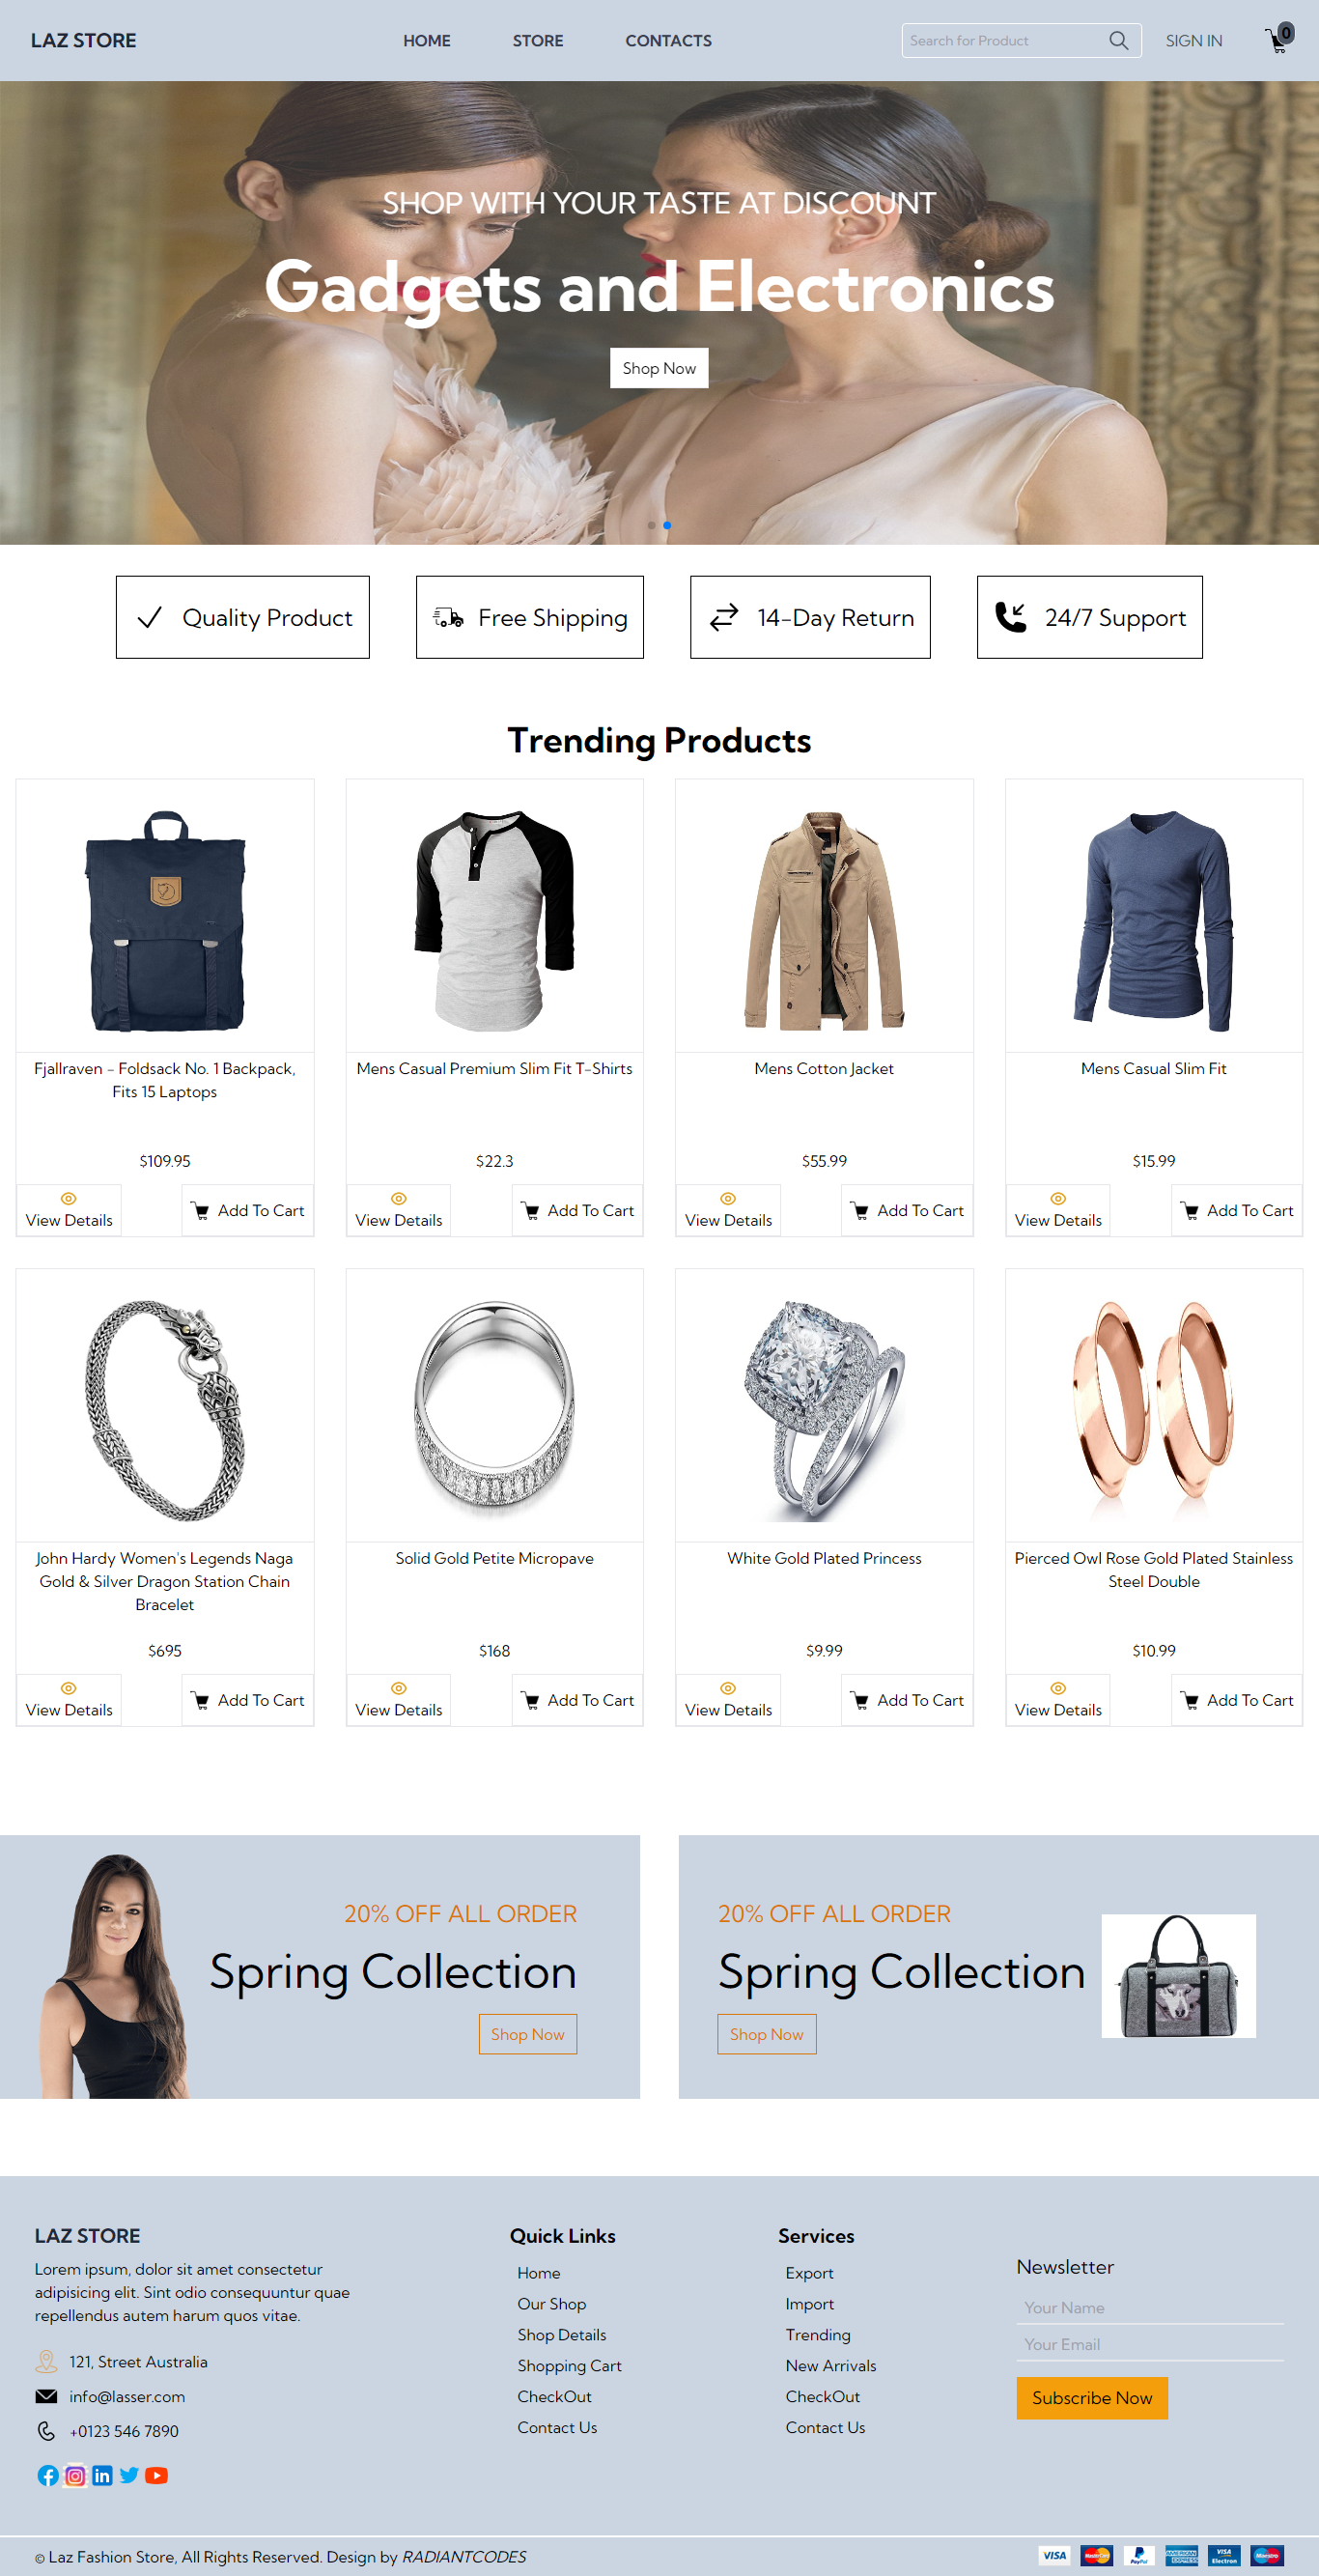 LAZ STORE
HOME STORE CONTACTS
Search for Product
SIGN IN
0
SHOP WITH YOUR TASTE AT DISCOUNT
Gadgets and Electronics
Shop Now
Quality Product
Free Shipping
14-Day Return
24/7 Support
Trending Products
Fjallraven - Foldsack No. 1 Backpack,
Fits 15 Laptops
$109.95
View Details
Add To Cart
Mens Casual Premium Slim Fit T-Shirts
$22.3
View Details
Add To Cart
Mens Cotton Jacket
$55.99
View Details
Add To Cart
Mens Casual Slim Fit
$15.99
View Details
Add To Cart
John Hardy Women's Legends Naga
Gold & Silver Dragon Station Chain
Bracelet
$695
View Details
Add To Cart
Solid Gold Petite Micropave
$168
View Details
Add To Cart
White Gold Plated Princess
$9.99
View Details
Add To Cart
Pierced Owl Rose Gold Plated Stainless
Steel Double
$10.99
View Details
Add To Cart
20% OFF ALL ORDER
Spring Collection
Shop Now
20% OFF ALL ORDER
Spring Collection
Shop Now
LAZ STORE
Lorem ipsum, dolor sit amet consectetur
adipisicing elit. Sint odio consequuntur quae
repellendus autem harum quos vitae.
121, Street Australia
info@lasser.com
+0123 546 7890
Quick Links
Home
Our Shop
Shop Details
Shopping Cart
CheckOut
Contact Us
Services
Export
Import
Trending
New Arrivals
CheckOut
Contact Us
Newsletter
Your Name
Your Email
Subscribe Now
© Laz Fashion Store, All Rights Reserved. Design by RADIANTCODES
VISA
MasterCard
PayPal
AMERICAN EXPRESS
VISA Electron
Maestro